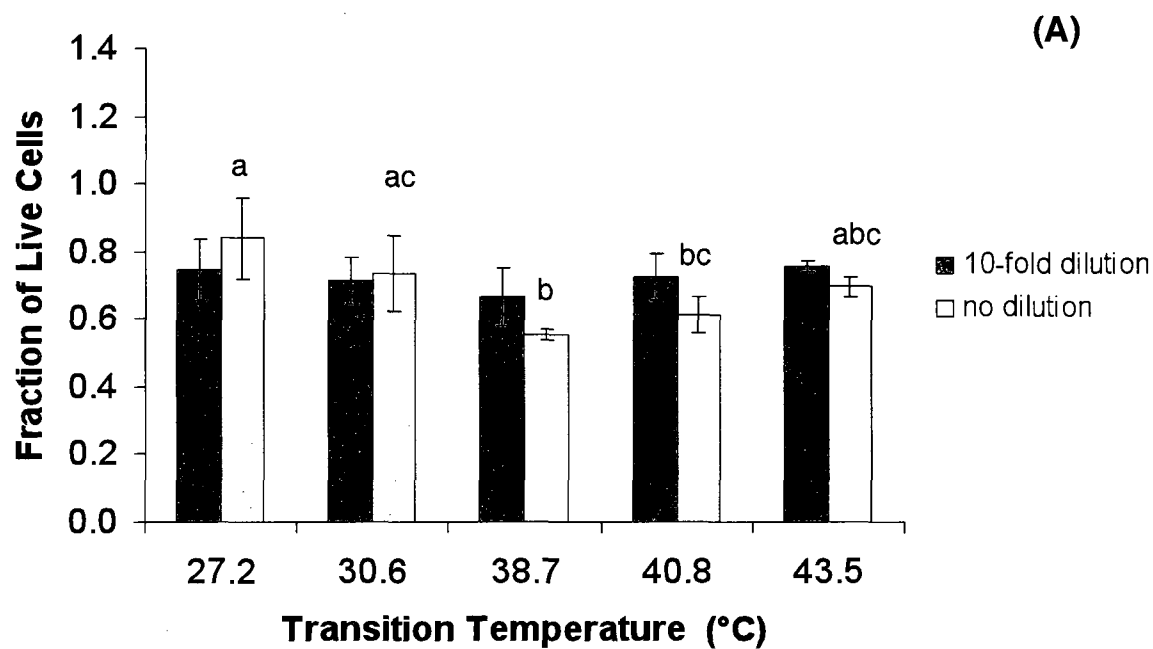 (A)
1.4
1.2
1.0
0.8
0.6
0.4
0.2
0.0
Fraction of Live Cells
a
ac
b
bc
abc
10-fold dilution
no dilution
27.2 30.6 38.7 40.8 43.5
Transition Temperature (°C)